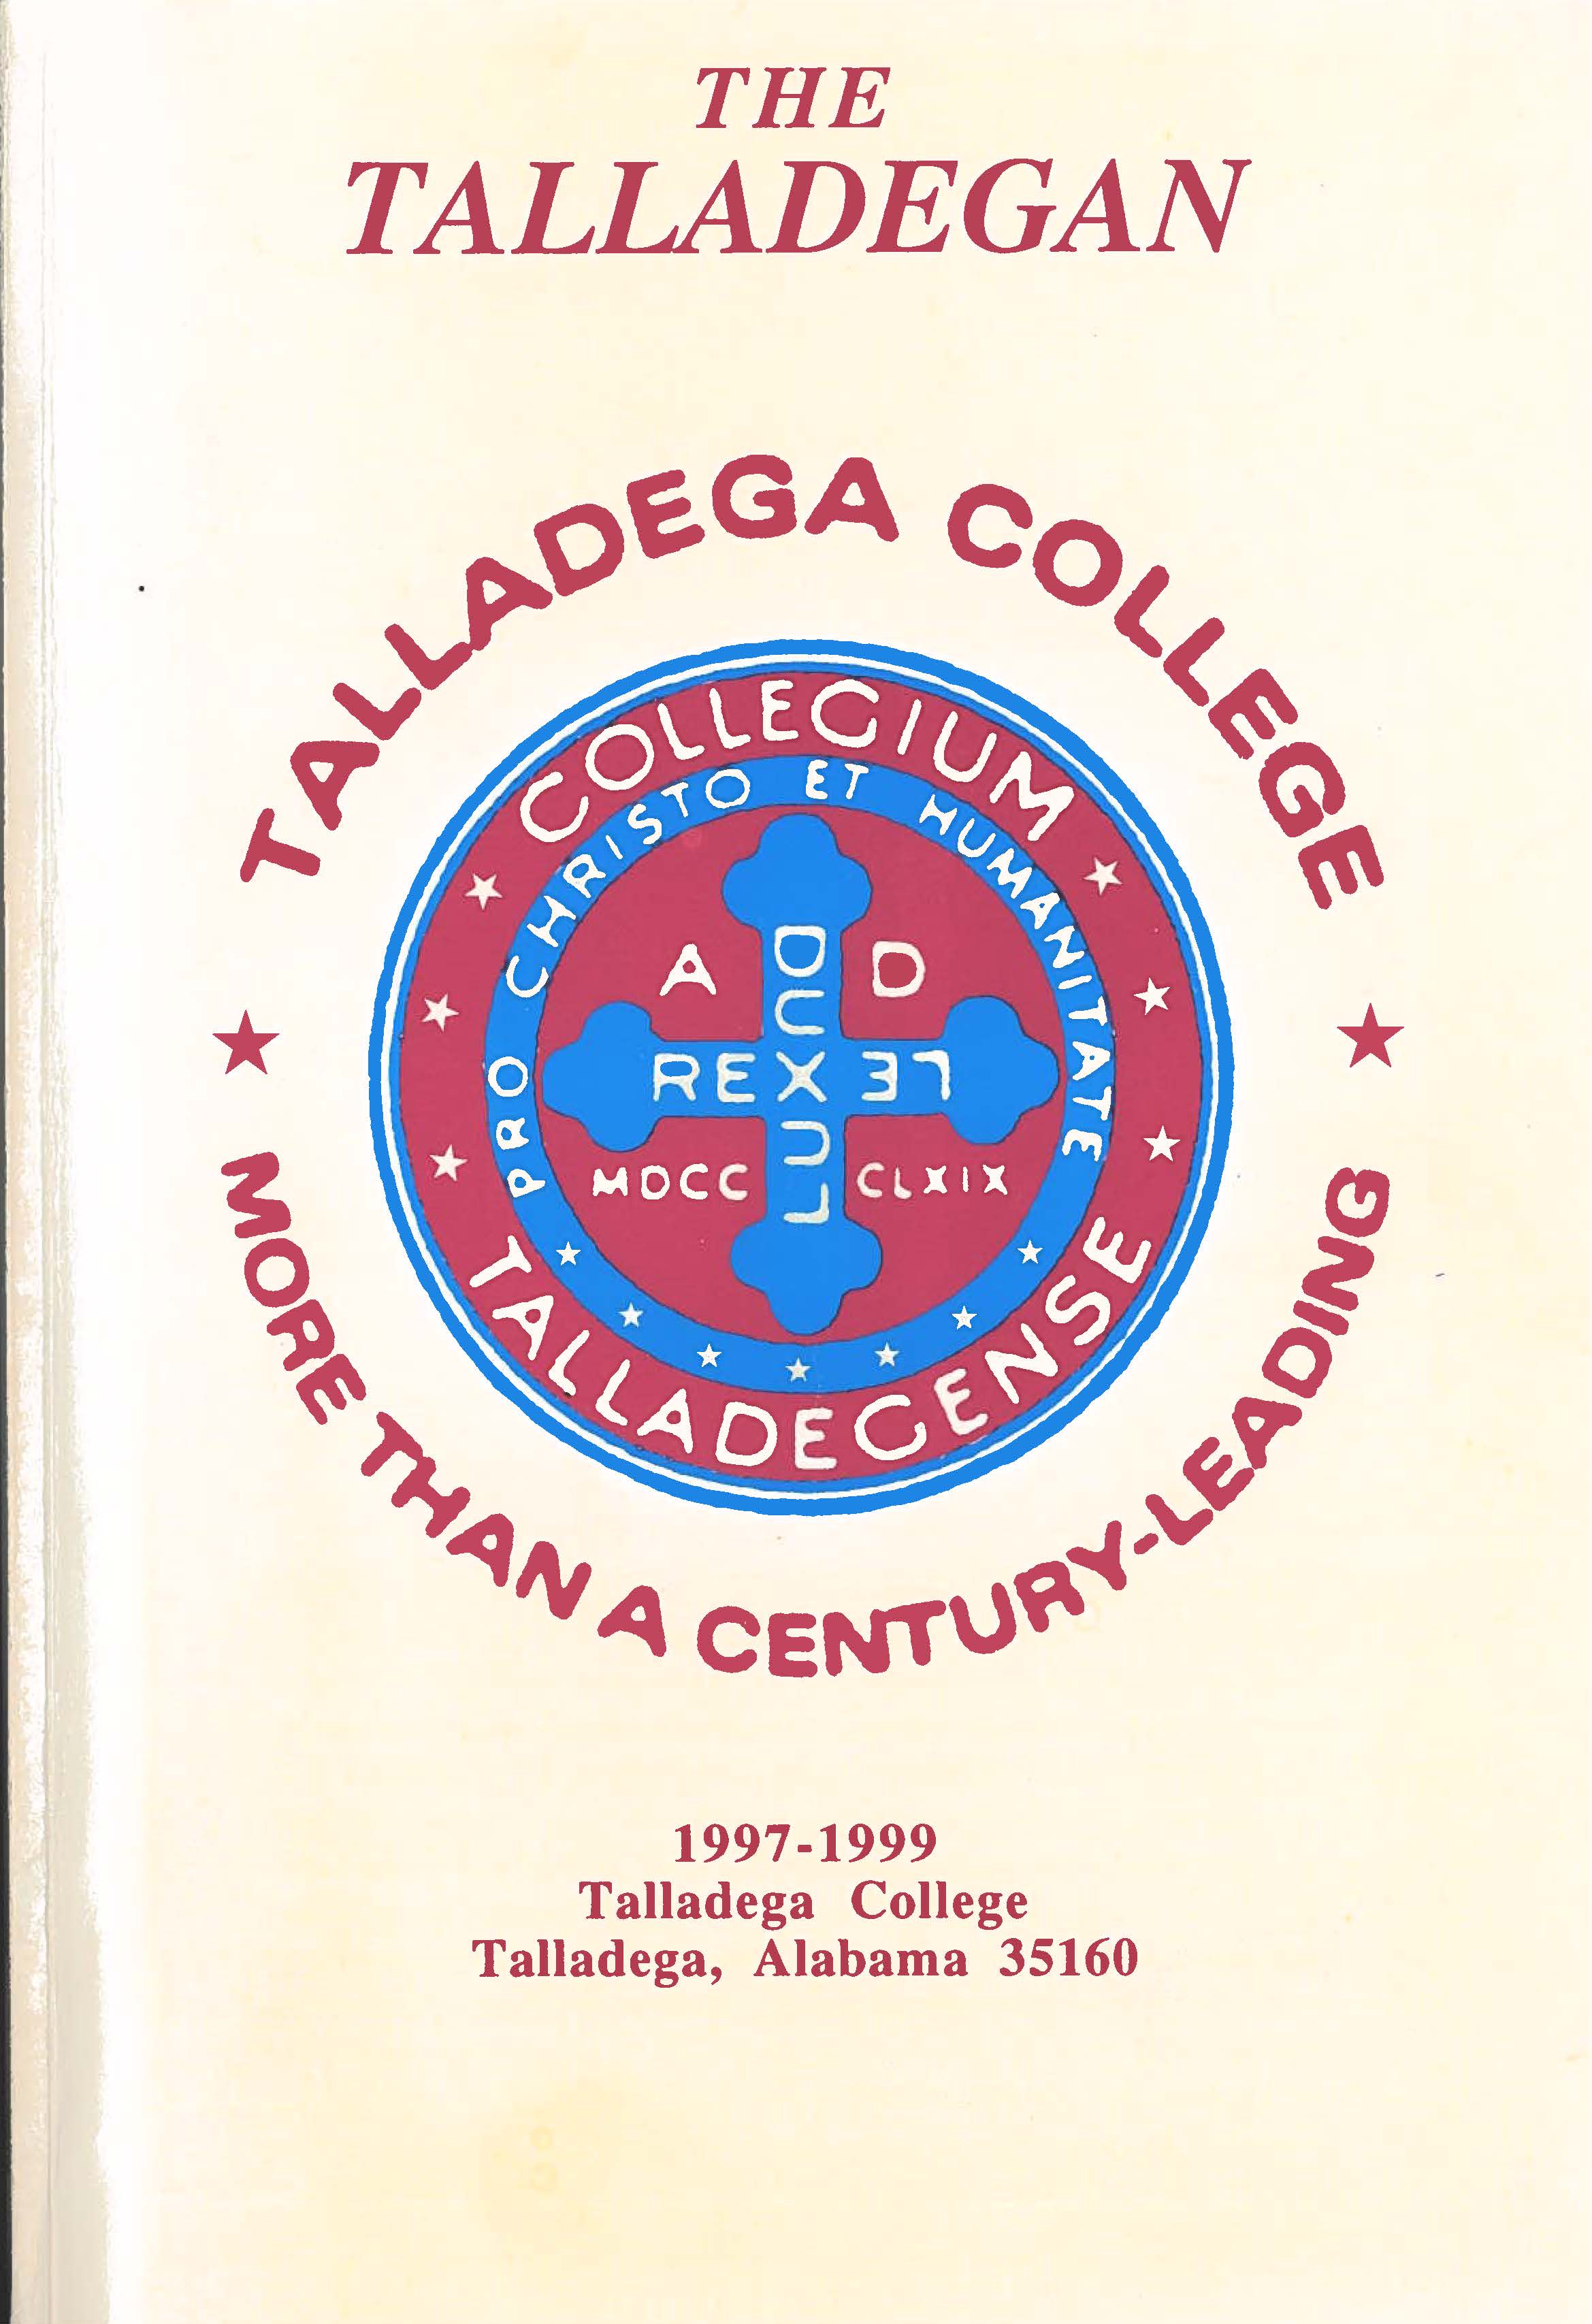 THE
TALLADEGAN
TALLADEGA COLLEGE
COLLEGIUM
PRO CHRISTO ET HUMANITATE
A D
DUX
REX LEX
LUX
MDCC CLXIX
TALLADEGENSE
MORE THAN A CENTURY-LEADING
1997-1999
Talladega College
Talladega, Alabama 35160